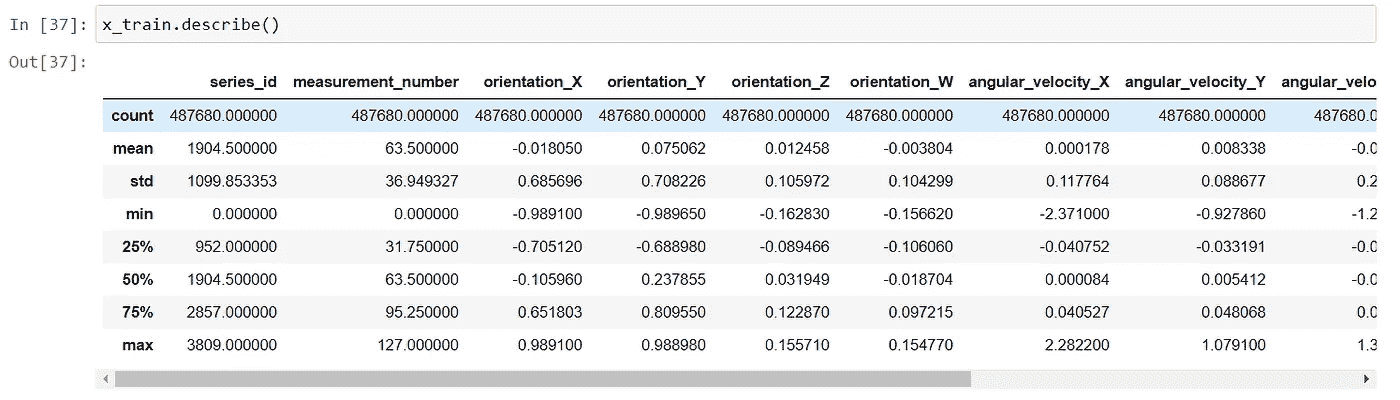 In [37]: x_train.describe()
Out[37]:
series_id measurement_number orientation_X orientation_Y orientation_Z orientation_W angular_velocity_X angular_velocity_Y angular_velo
count 487680.000000 487680.000000 487680.000000 487680.000000 487680.000000 487680.000000 487680.000000 487680.000000 487680.0
mean 1904.500000 63.500000 -0.018050 0.075062 0.012458 -0.003804 0.000178 0.008338 -0.0
std 1099.853353 36.949327 0.685696 0.708226 0.105972 0.104299 0.117764 0.088677 0.2
min 0.000000 0.000000 -0.989100 -0.989650 -0.162830 -0.156620 -2.371000 -0.927860 -1.2
25% 952.000000 31.750000 -0.705120 -0.688980 -0.089466 -0.106060 -0.040752 -0.033191 -0.0
50% 1904.500000 63.500000 -0.105960 0.237855 0.031949 -0.018704 0.000084 0.005412 -0.0
75% 2857.000000 95.250000 0.651803 0.809550 0.122870 0.097215 0.040527 0.048068 0.0
max 3809.000000 127.000000 0.989100 0.988980 0.155710 0.154770 2.282200 1.079100 1.3